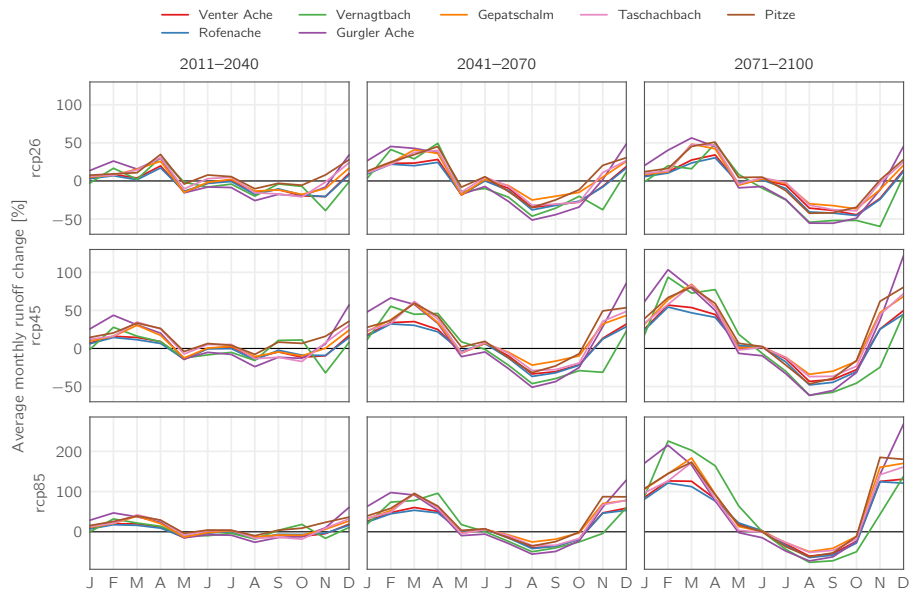 Venter Ache Vernagtbach Gepatschalm Taschachbach Pitze
Rofenache Gurgler Ache
2011–2040 2041–2070 2071–2100
Average monthly runoff change [%]
rcp26
100
50
0
−50
rcp45
100
50
0
−50
rcp85
200
100
0
J F M A M J J A S O N D J F M A M J J A S O N D J F M A M J J A S O N D